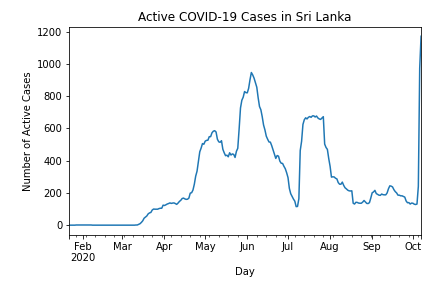 Active COVID-19 Cases in Sri Lanka
1200
1000
800
600
400
200
0
Number of Active Cases
Feb Mar Apr May Jun Jul Aug Sep Oct
2020
Day